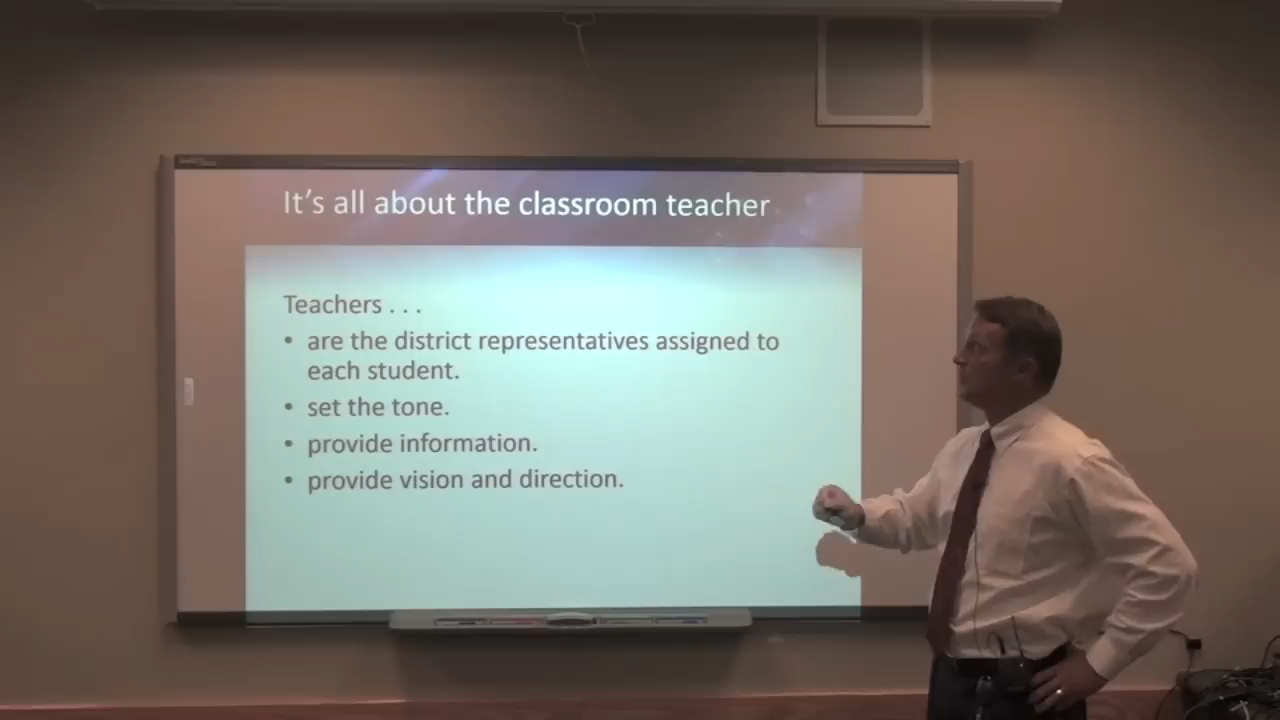 It's all about the classroom teacher
Teachers . . .
• are the district representatives assigned to
each student.
• set the tone.
• provide information.
• provide vision and direction.